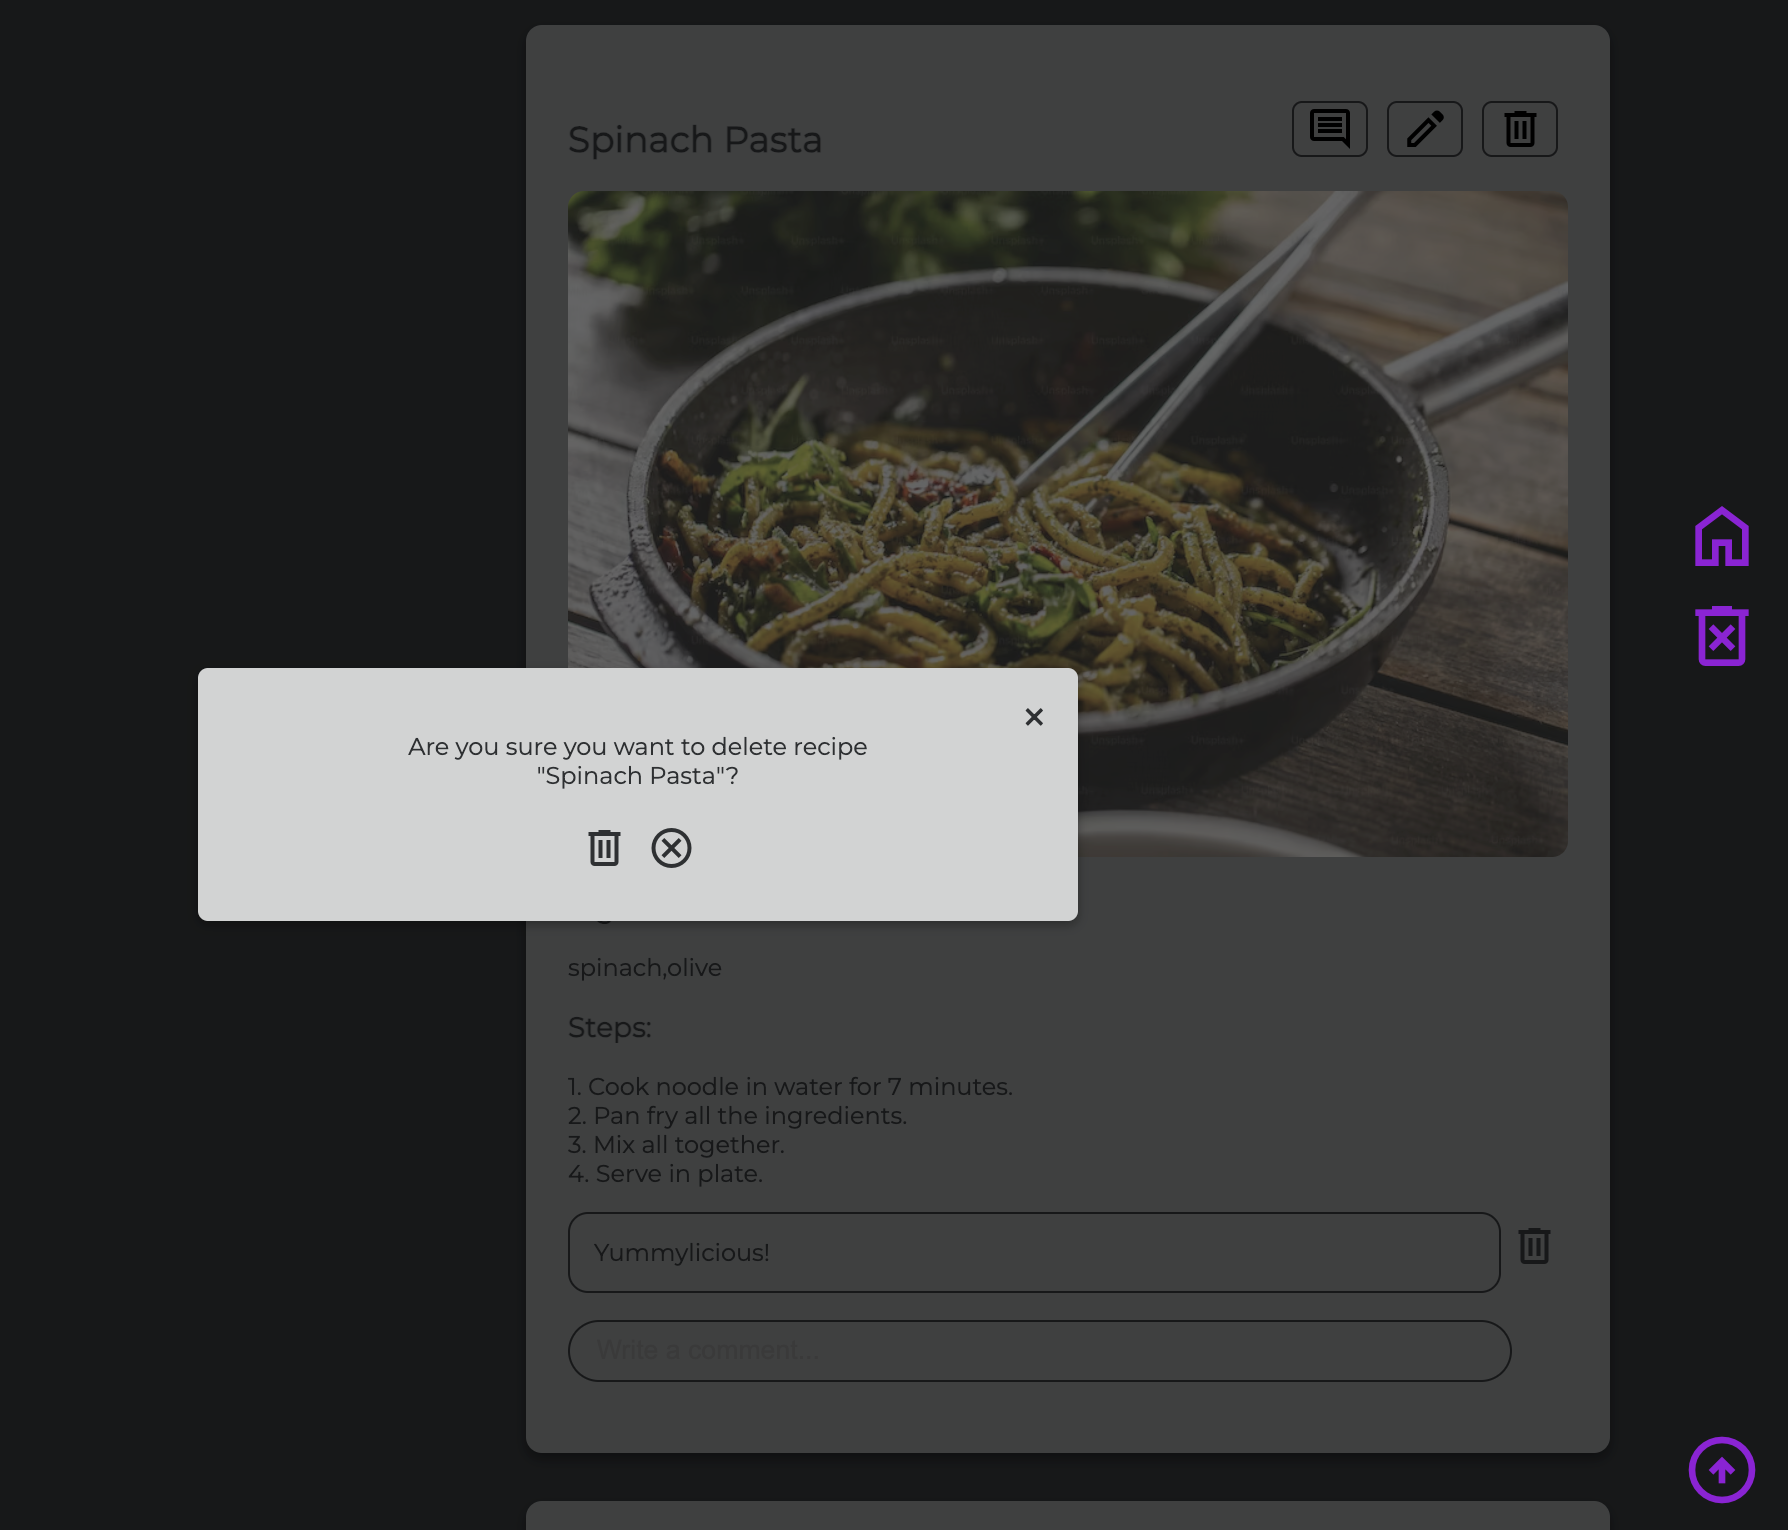 Spinach Pasta
Are you sure you want to delete recipe
"Spinach Pasta"?
spinach,olive
Steps:
1. Cook noodle in water for 7 minutes.
2. Pan fry all the ingredients.
3. Mix all together.
4. Serve in plate.
Yummylicious!
Write a comment...